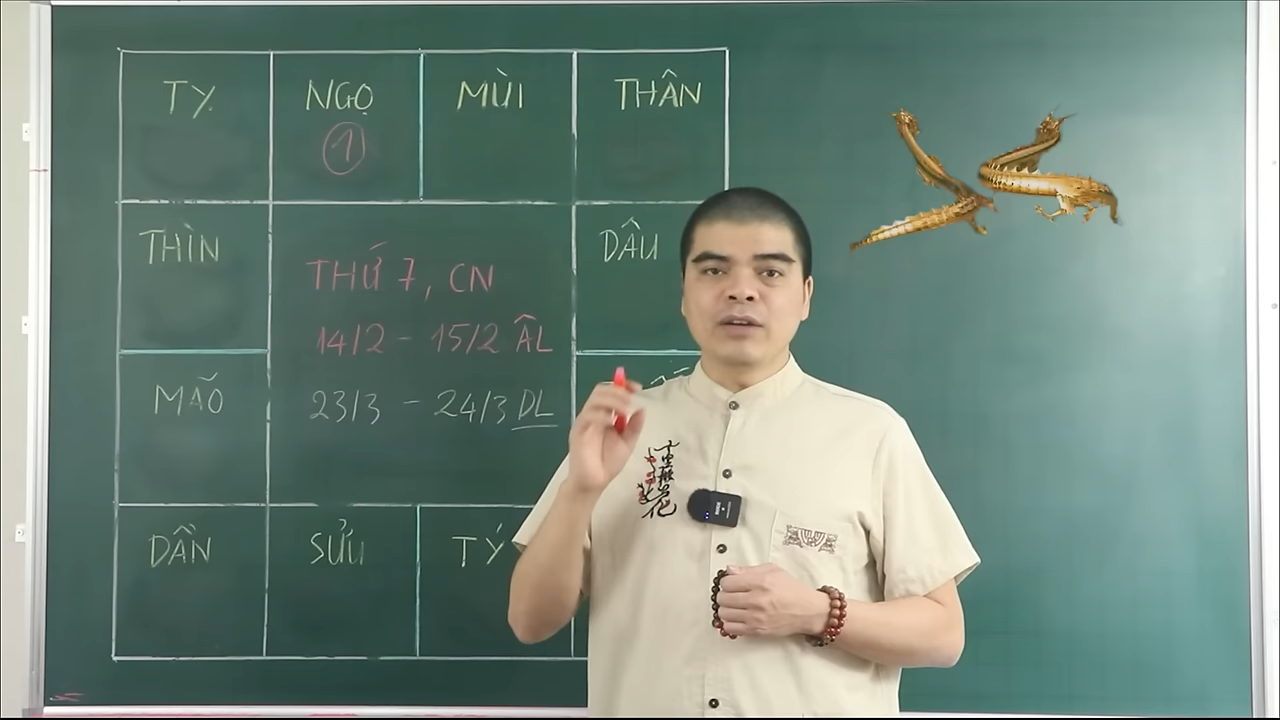 TỴ NGỌ MÙI THÂN
1
THÌN DẬU
THỨ 7, CN
14/2 - 15/2 ÂL
MÃO 23/3 - 24/3 DL
DẦN SỬU TÝ